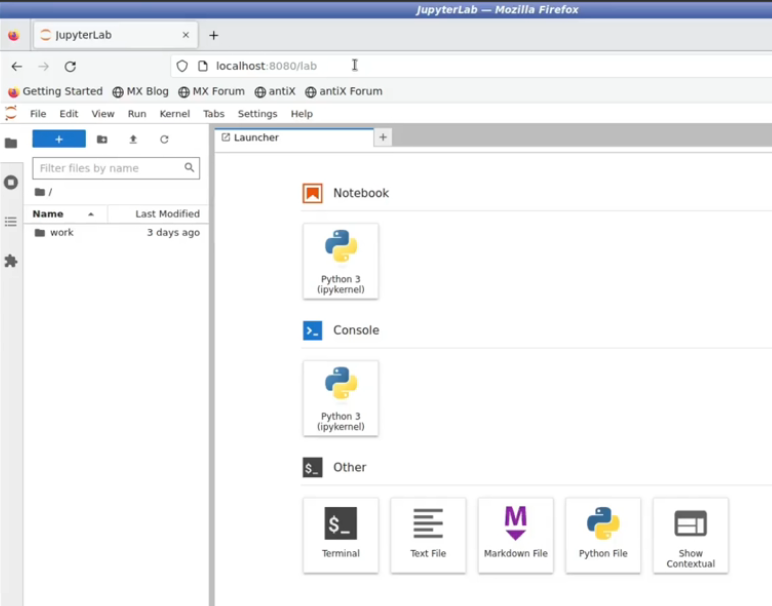 JupyterLab — Mozilla Firefox
JupyterLab
localhost:8080/lab
Getting Started MX Blog MX Forum antiX antiX Forum
File Edit View Run Kernel Tabs Settings Help
Launcher
Filter files by name
/
Name Last Modified
work 3 days ago
Notebook
Python 3
(ipykernel)
Console
Python 3
(ipykernel)
$_ Other
$_
M
Terminal Text File Markdown File Python File Show
Contextual